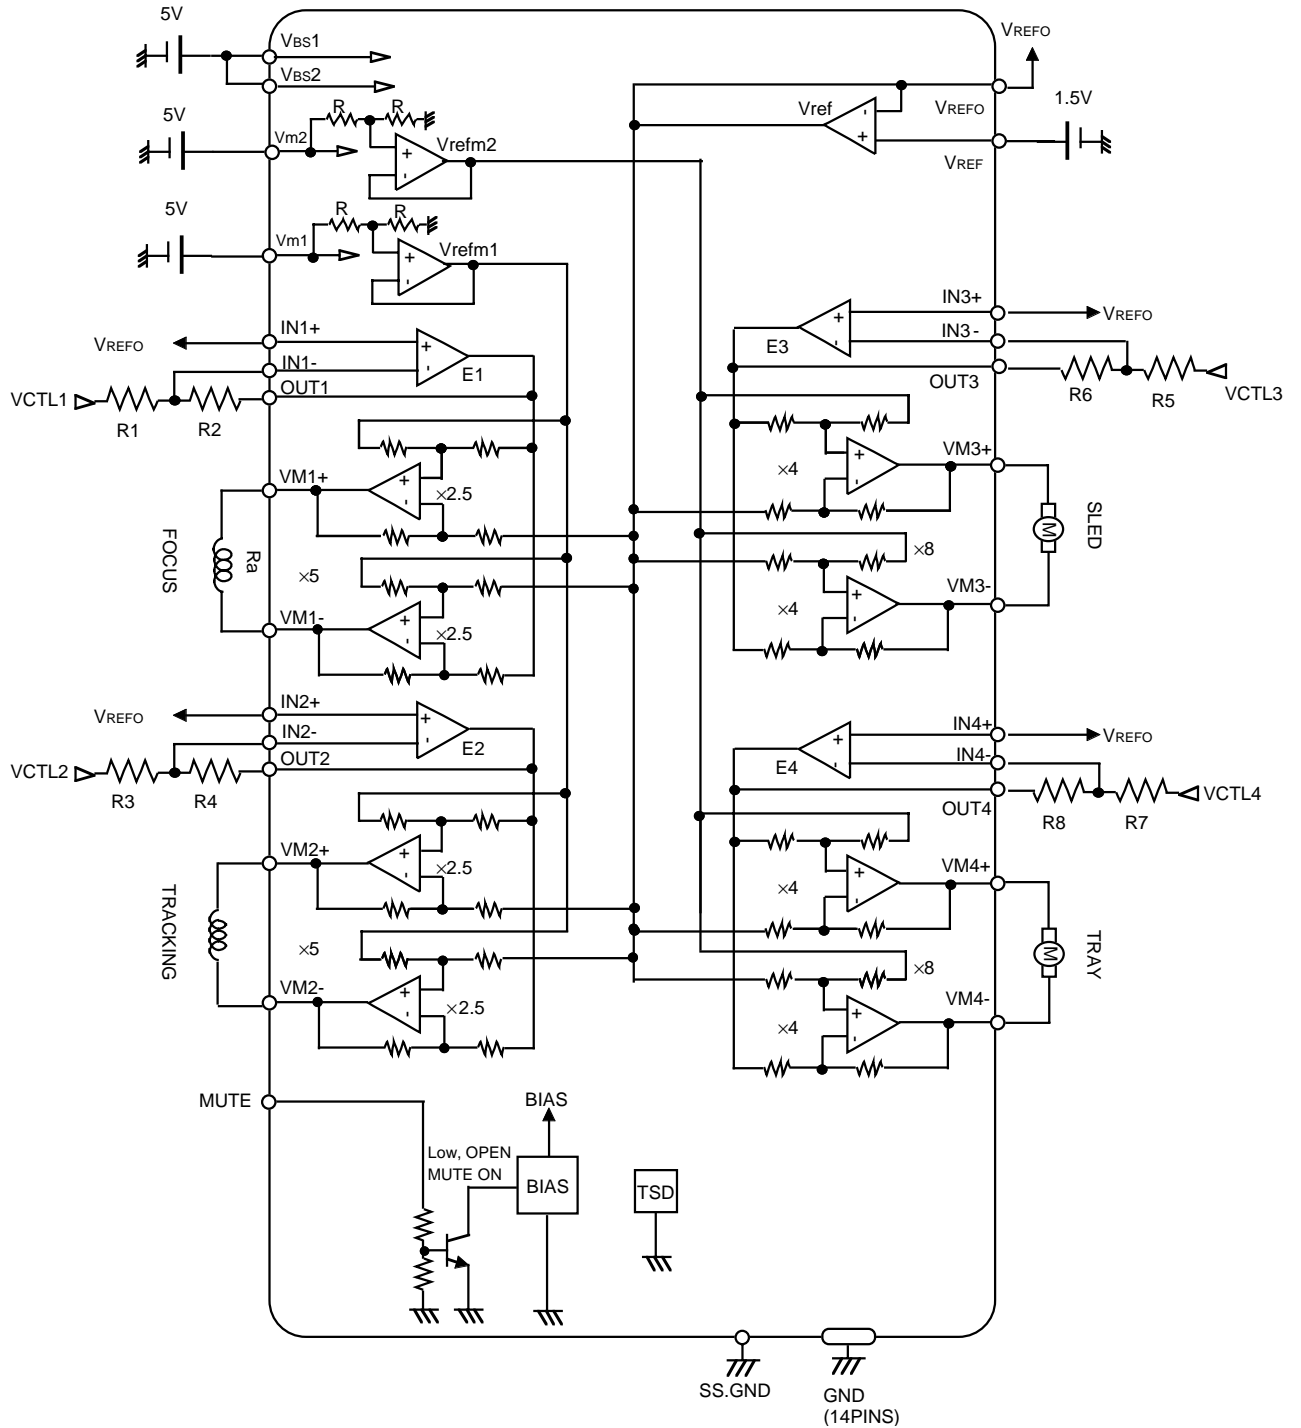 5V
VBS1
VBS2
5V
Vm2
R
R
Vrefm2
5V
Vm1
R
R
Vrefm1
VREFO
Vref
VREFO
1.5V
VREF
+
-
+
-
-
+
VREFO
IN1+
IN1-
OUT1
VCTL1
R1
R2
+
-
E1
VM1+
+
-
×2.5
FOCUS
Ra
×5
VM1-
+
-
×2.5
IN3+
IN3-
OUT3
VREFO
E3
+
-
R6
R5
VCTL3
×4
+
-
VM3+
×8
×4
+
-
VM3-
M
SLED
VREFO
IN2+
IN2-
OUT2
VCTL2
R3
R4
+
-
E2
VM2+
+
-
×2.5
TRACKING
×5
VM2-
+
-
×2.5
IN4+
IN4-
OUT4
VREFO
E4
+
-
R8
R7
VCTL4
×4
+
-
VM4+
×8
×4
+
-
VM4-
M
TRAY
MUTE
BIAS
Low, OPEN
MUTE ON
BIAS
TSD
SS.GND
GND
(14PINS)